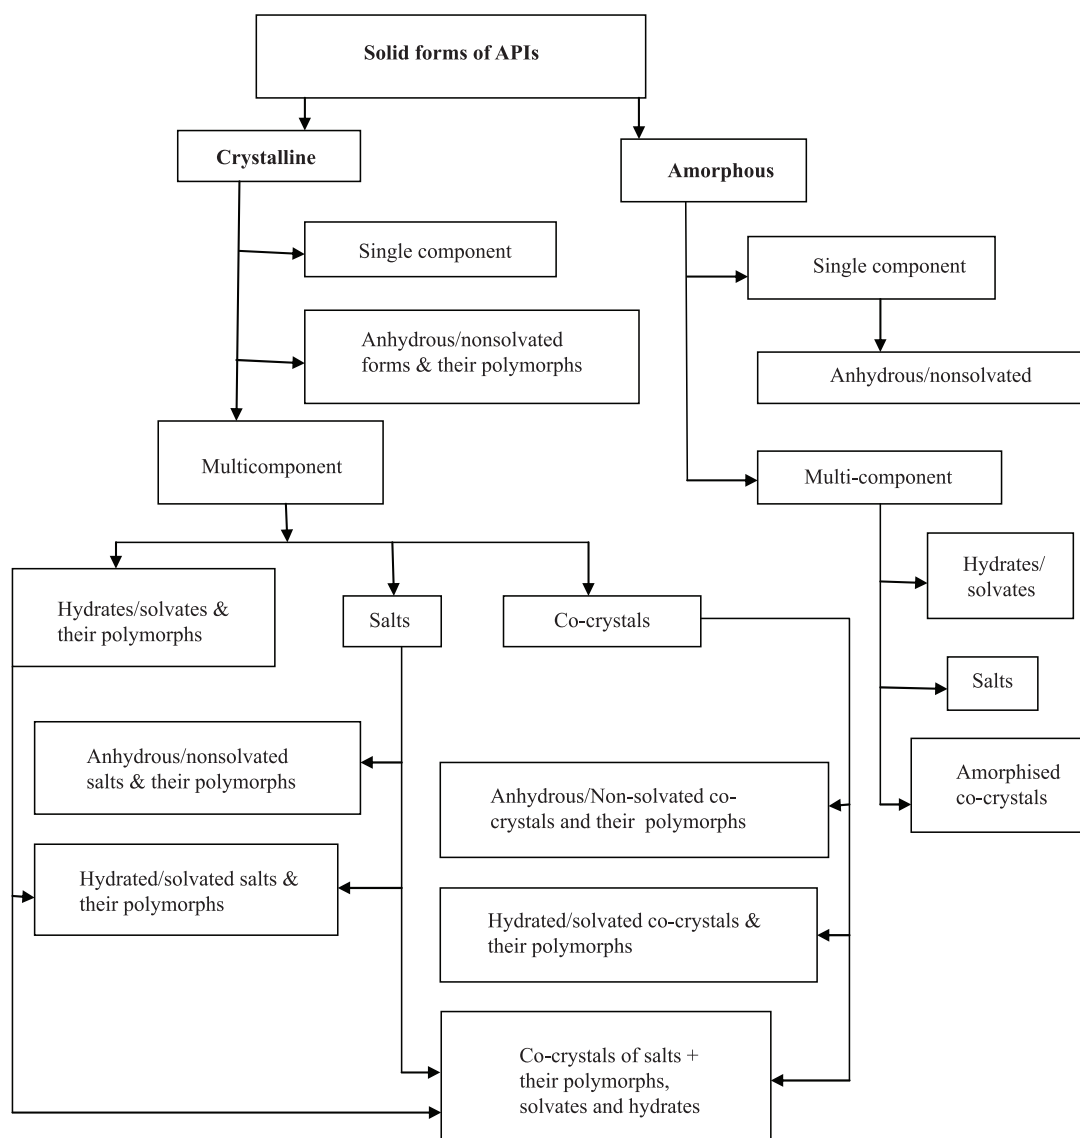 Solid forms of APIs
Crystalline
Amorphous
Single component
Single component
Anhydrous/nonsolvated
forms & their polymorphs
Anhydrous/nonsolvated
Multicomponent
Multi-component
Hydrates/
solvates
Hydrates/solvates &
their polymorphs
Salts
Co-crystals
Salts
Anhydrous/nonsolvated
salts & their polymorphs
Anhydrous/Non-solvated co-
crystals and their polymorphs
Amorphised
co-crystals
Hydrated/solvated salts &
their polymorphs
Hydrated/solvated co-crystals &
their polymorphs
Co-crystals of salts +
their polymorphs,
solvates and hydrates